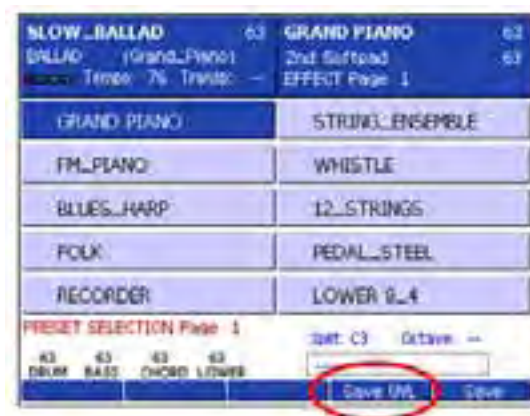 SLOW_BALLAD 63
BALLAD (Grand_Piano)
---- Tempo: 76 Transp: --
GRAND PIANO 63
2nd Softpad 63
EFFECT Page 1
GRAND PIANO
STRING_ENSEMBLE
FM_PIANO
WHISTLE
BLUES_HARP
12_STRINGS
FOLK
PEDAL_STEEL
RECORDER
LOWER 8_4
PRESET SELECTION Page 1
Split C3 Octave --
63 63 63 63
DRUM BASS CHORD LOWER
Save Save